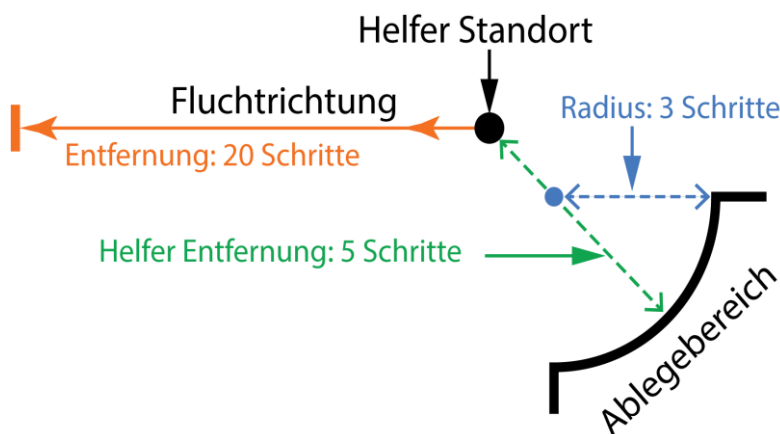 Helfer Standort
Fluchtrichtung
Radius: 3 Schritte
Entfernung: 20 Schritte
Helfer Entfernung: 5 Schritte
Ablegebereich